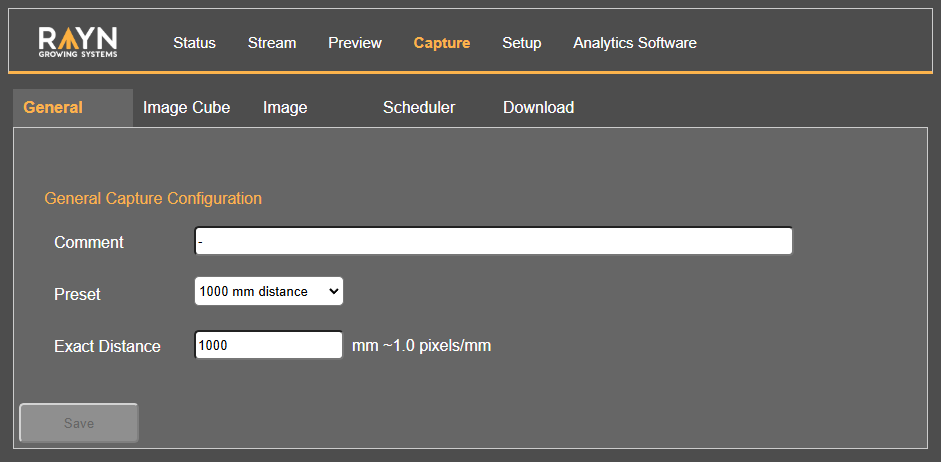 RAYN
GROWING SYSTEMS
Status Stream Preview Capture Setup Analytics Software
General Image Cube Image Scheduler Download
General Capture Configuration
Comment -
Preset 1000 mm distance
Exact Distance 1000 mm ~1.0 pixels/mm
Save